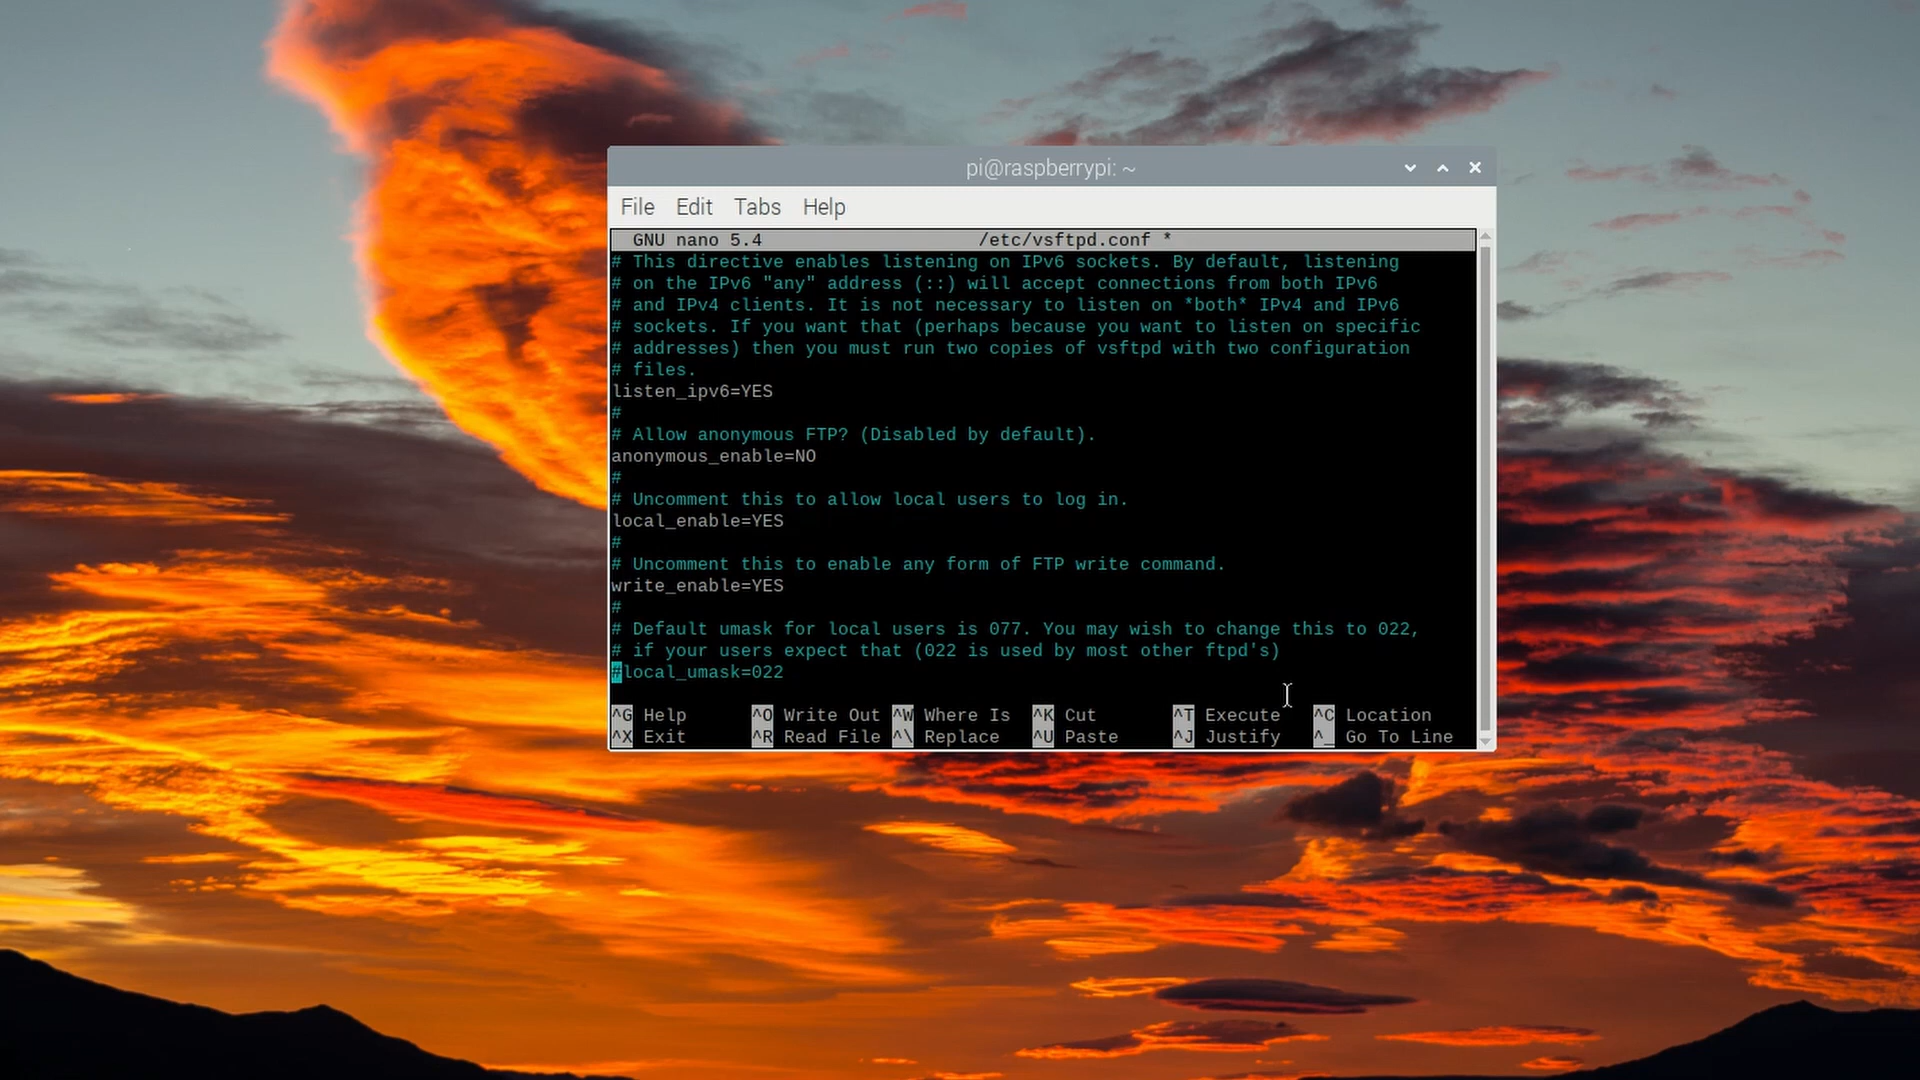 pi@raspberrypi: ~
File Edit Tabs Help
GNU nano 5.4 /etc/vsftpd.conf *
# This directive enables listening on IPv6 sockets. By default, listening
# on the IPv6 "any" address (::) will accept connections from both IPv6
# and IPv4 clients. It is not necessary to listen on *both* IPv4 and IPv6
# sockets. If you want that (perhaps because you want to listen on specific
# addresses) then you must run two copies of vsftpd with two configuration
# files.
listen_ipv6=YES
#
# Allow anonymous FTP? (Disabled by default).
anonymous_enable=NO
#
# Uncomment this to allow local users to log in.
local_enable=YES
#
# Uncomment this to enable any form of FTP write command.
write_enable=YES
#
# Default umask for local users is 077. You may wish to change this to 022,
# if your users expect that (022 is used by most other ftpd's)
#local_umask=022
^G Help ^O Write Out ^W Where Is ^K Cut ^T Execute ^C Location
^X Exit ^R Read File ^\ Replace ^U Paste ^J Justify ^_ Go To Line